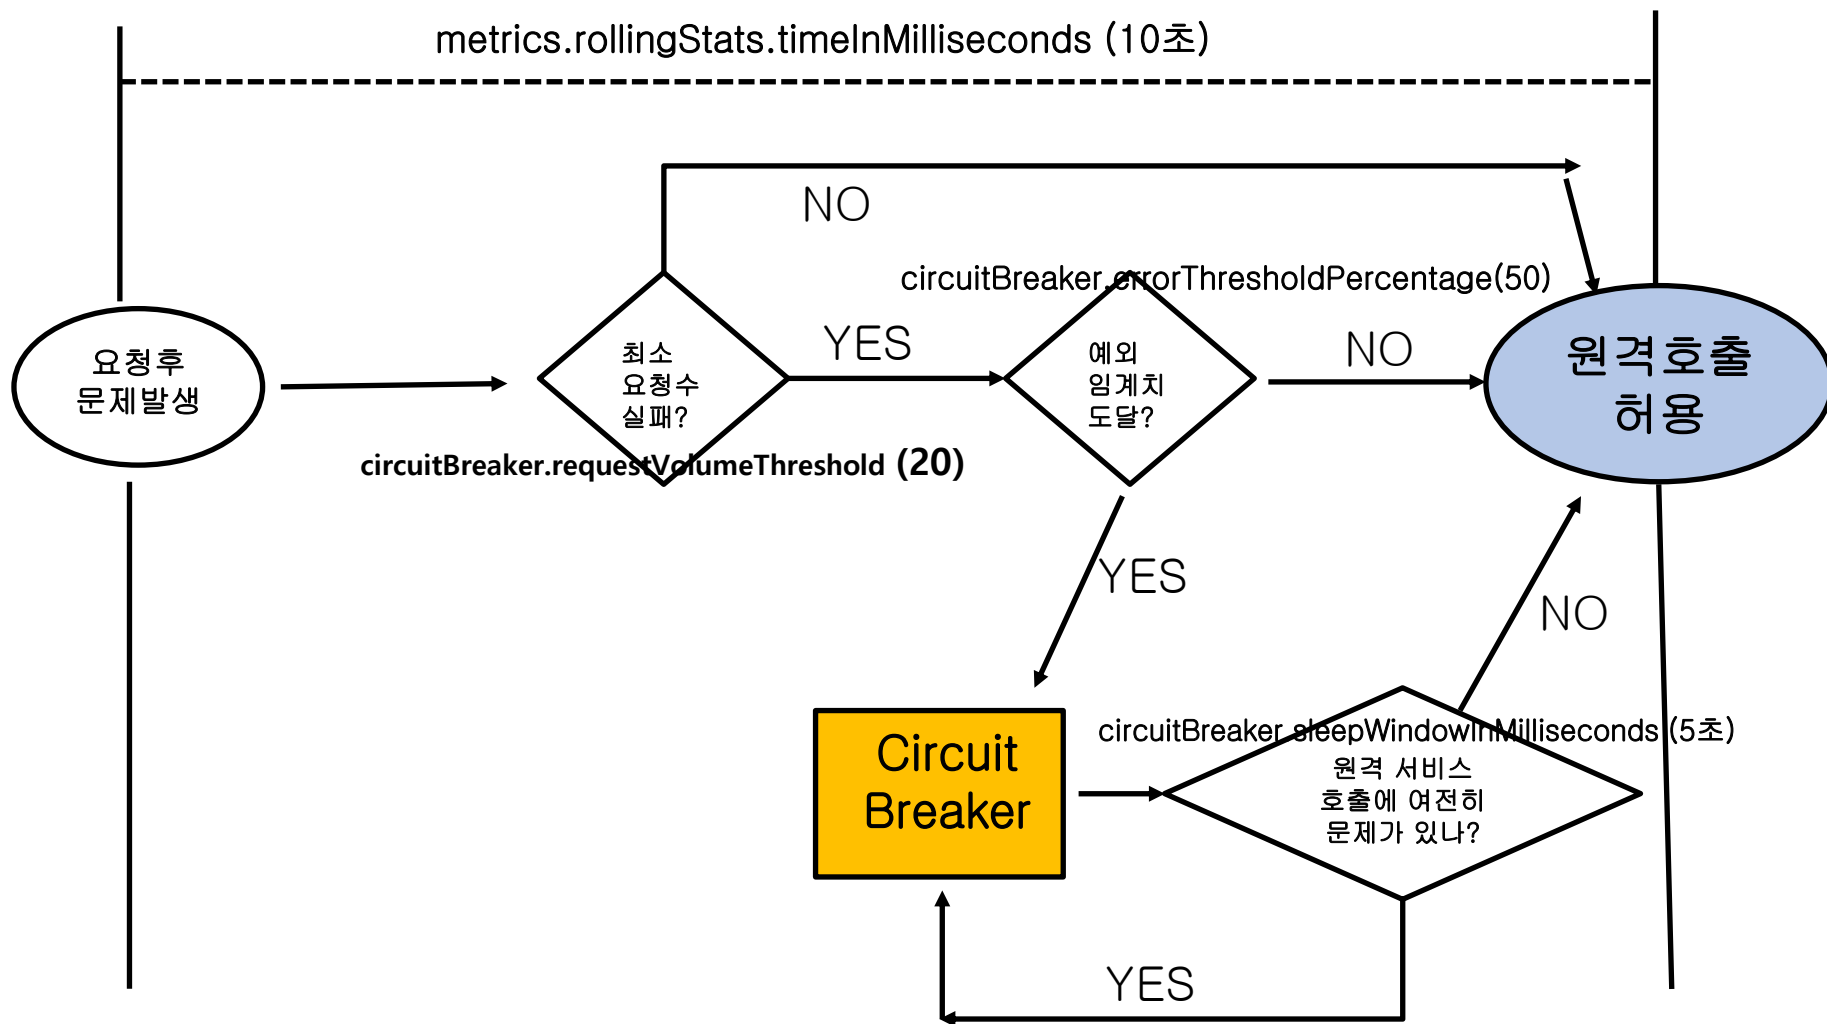 metrics.rollingStats.timeInMilliseconds (10초)
NO
circuitBreaker.errorThresholdPercentage(50)
요청후
문제발생
최소
요청수
실패?
YES
예외
임계치
도달?
NO
원격호출
허용
circuitBreaker.requestVolumeThreshold (20)
YES
NO
Circuit
Breaker
circuitBreaker.sleepWindowInMilliseconds (5초)
원격 서비스
호출에 여전히
문제가 있나?
YES